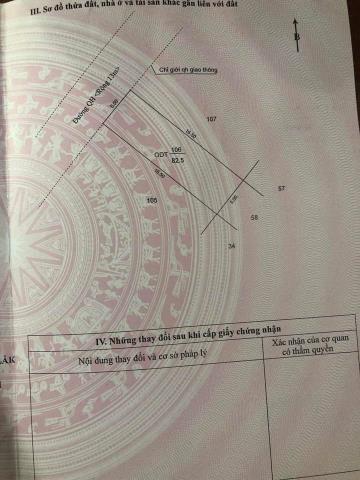 III. Sơ đồ thửa đất, nhà ở và tài sản khác gắn liền với đất
B
Chỉ giới qh giao thông
Đường QH <Rộng 13m>
5.00
107
16.50
ODT 106
82.5
16.50
57
5.00
105
58
34
IV. Những thay đổi sau khi cấp giấy chứng nhận
Nội dung thay đổi và cơ sở pháp lý
Xác nhận của cơ quan
có thẩm quyền
LẮK